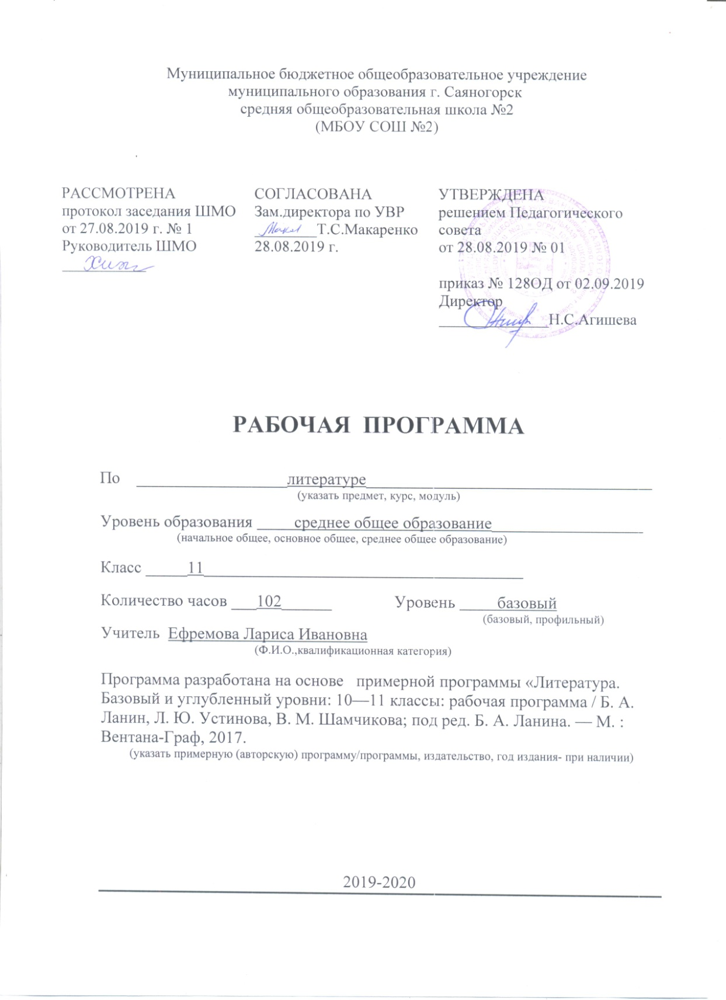 Муниципальное бюджетное общеобразовательное учреждение
муниципального образования г. Саяногорск
средняя общеобразовательная школа №2
(МБОУ СОШ №2)
РАССМОТРЕНА
протокол заседания ШМО
от 27.08.2019 г. № 1
Руководитель ШМО
СОГЛАСОВАНА
Зам.директора по УВР
________Т.С.Макаренко
28.08.2019 г.
УТВЕРЖДЕНА
решением Педагогического
совета
от 28.08.2019 № 01
приказ № 128ОД от 02.09.2019
Директор
______________Н.С.Агишева
РАБОЧАЯ ПРОГРАММА
По литературе
(указать предмет, курс, модуль)
Уровень образования среднее общее образование
(начальное общее, основное общее, среднее общее образование)
Класс 11
Количество часов 102 Уровень базовый
(базовый, профильный)
Учитель Ефремова Лариса Ивановна
(Ф.И.О.,квалификационная категория)
Программа разработана на основе примерной программы «Литература.
Базовый и углубленный уровни: 10—11 классы: рабочая программа / Б. А.
Ланин, Л. Ю. Устинова, В. М. Шамчикова; под ред. Б. А. Ланина. — М. :
Вентана-Граф, 2017.
(указать примерную (авторскую) программу/программы, издательство, год издания- при наличии)
2019-2020